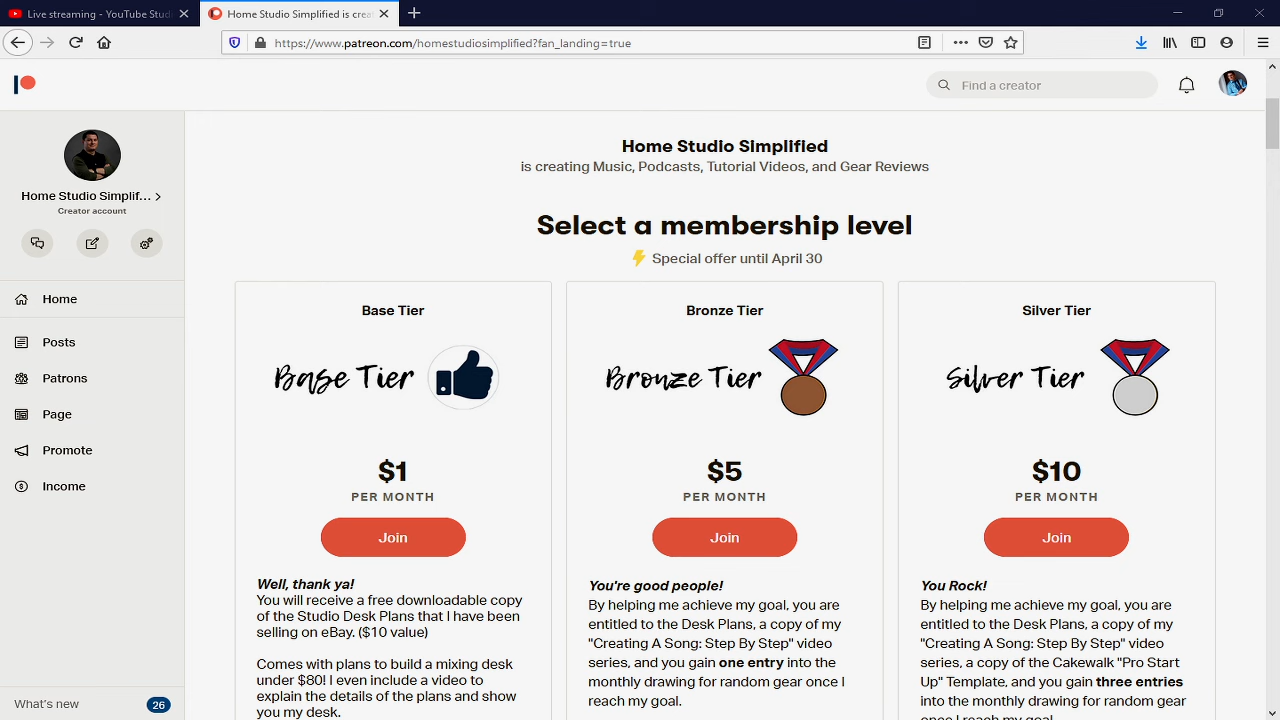 Live streaming - YouTube Stud
Home Studio Simplified is crea
https://www.patreon.com/homestudiosimplified?fan_landing=true
Find a creator
Home Studio Simplif...
Creator account
Home
Posts
Patrons
Page
Promote
Income
What's new
26
Home Studio Simplified
is creating Music, Podcasts, Tutorial Videos, and Gear Reviews
Select a membership level
Special offer until April 30
Base Tier
Base Tier
$1
PER MONTH
Join
Well, thank ya!
You will receive a free downloadable copy
of the Studio Desk Plans that I have been
selling on eBay. ($10 value)
Comes with plans to build a mixing desk
under $80! I even include a video to
explain the details of the plans and show
you my desk.
Bronze Tier
Bronze Tier
$5
PER MONTH
Join
You're good people!
By helping me achieve my goal, you are
entitled to the Desk Plans, a copy of my
"Creating A Song: Step By Step" video
series, and you gain one entry into the
monthly drawing for random gear once I
reach my goal.
Silver Tier
Silver Tier
$10
PER MONTH
Join
You Rock!
By helping me achieve my goal, you are
entitled to the Desk Plans, a copy of my
"Creating A Song: Step By Step" video
series, a copy of the Cakewalk "Pro Start
Up" Template, and you gain three entries
into the monthly drawing for random gear
once I reach my goal.